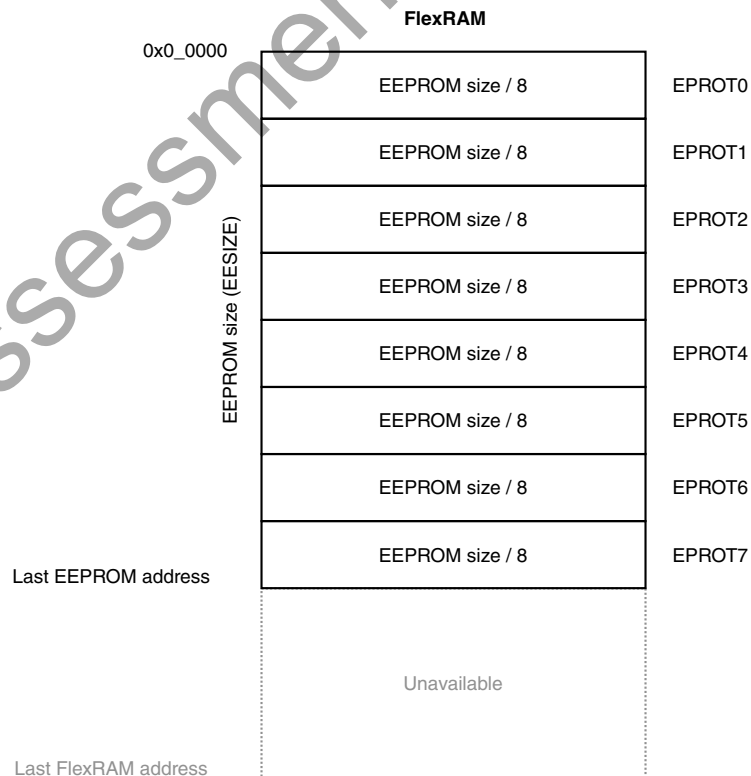 FlexRAM
0x0_0000
EEPROM size / 8 EPROT0
EEPROM size / 8 EPROT1
EEPROM size / 8 EPROT2
EEPROM size / 8 EPROT3
EEPROM size / 8 EPROT4
EEPROM size / 8 EPROT5
EEPROM size / 8 EPROT6
EEPROM size / 8 EPROT7
EEPROM size (EESIZE)
Last EEPROM address
Unavailable
Last FlexRAM address